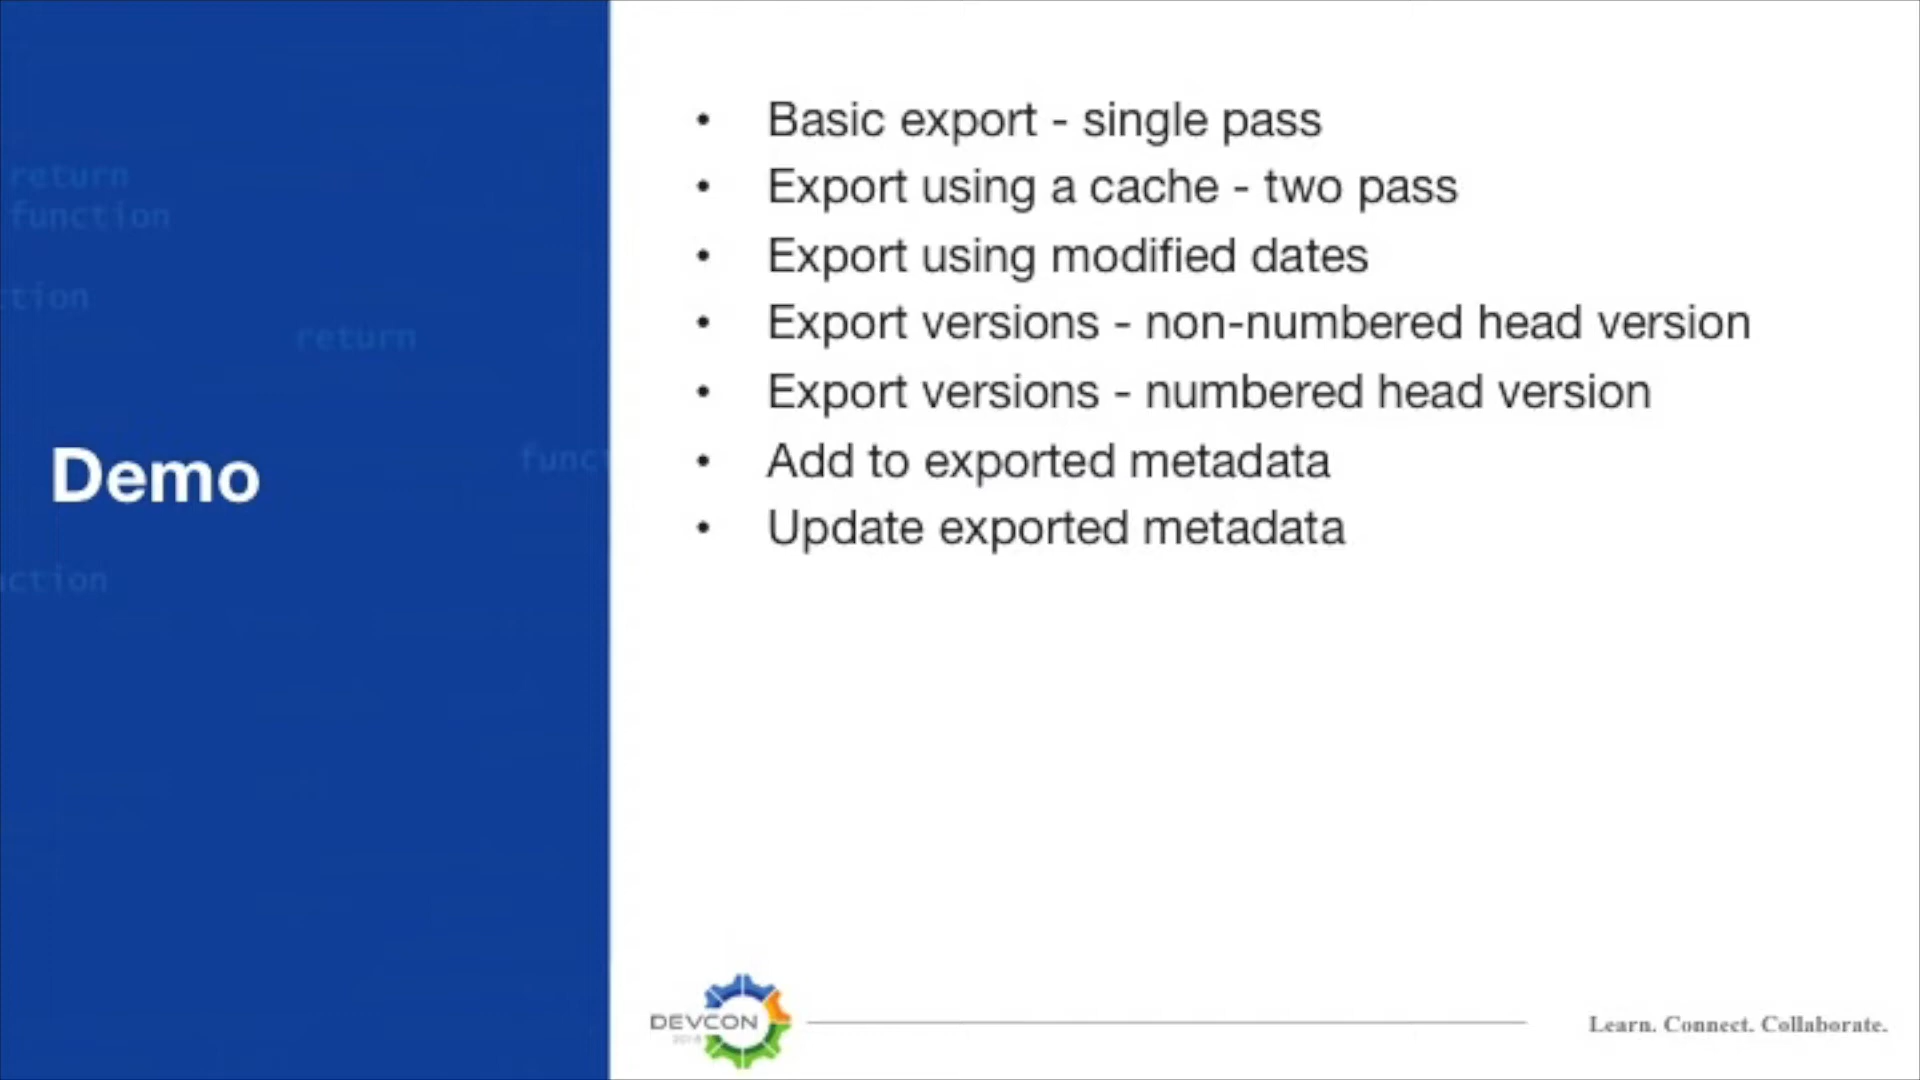 return
function
ction
return
func
ction
Demo
• Basic export - single pass
• Export using a cache - two pass
• Export using modified dates
• Export versions - non-numbered head version
• Export versions - numbered head version
• Add to exported metadata
• Update exported metadata
DEVCON
2018
Learn. Connect. Collaborate.